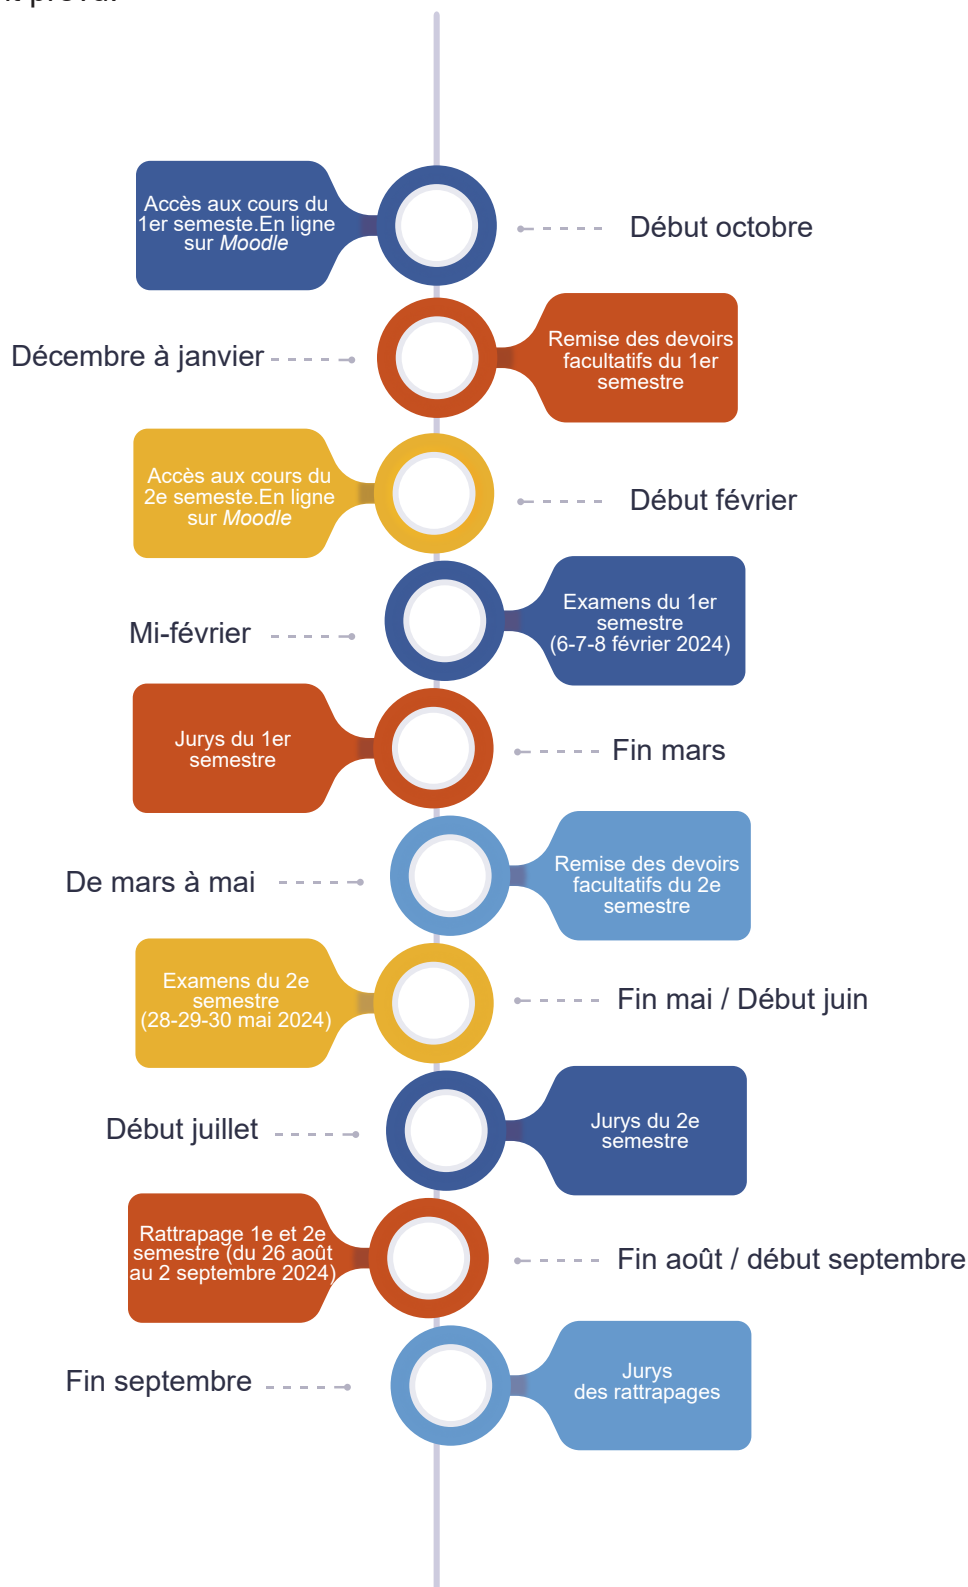 Accès aux cours du
1er semeste.En ligne
sur Moodle
Début octobre
Décembre à janvier
Remise des devoirs
facultatifs du 1er
semestre
Accès aux cours du
2e semeste.En ligne
sur Moodle
Début février
Mi-février
Examens du 1er
semestre
(6-7-8 février 2024)
Jurys du 1er
semestre
Fin mars
De mars à mai
Remise des devoirs
facultatifs du 2e
semestre
Examens du 2e
semestre
(28-29-30 mai 2024)
Fin mai / Début juin
Début juillet
Jurys du 2e
semestre
Rattrapage 1e et 2e
semestre (du 26 août
au 2 septembre 2024)
Fin août / début septembre
Fin septembre
Jurys
des rattrapages